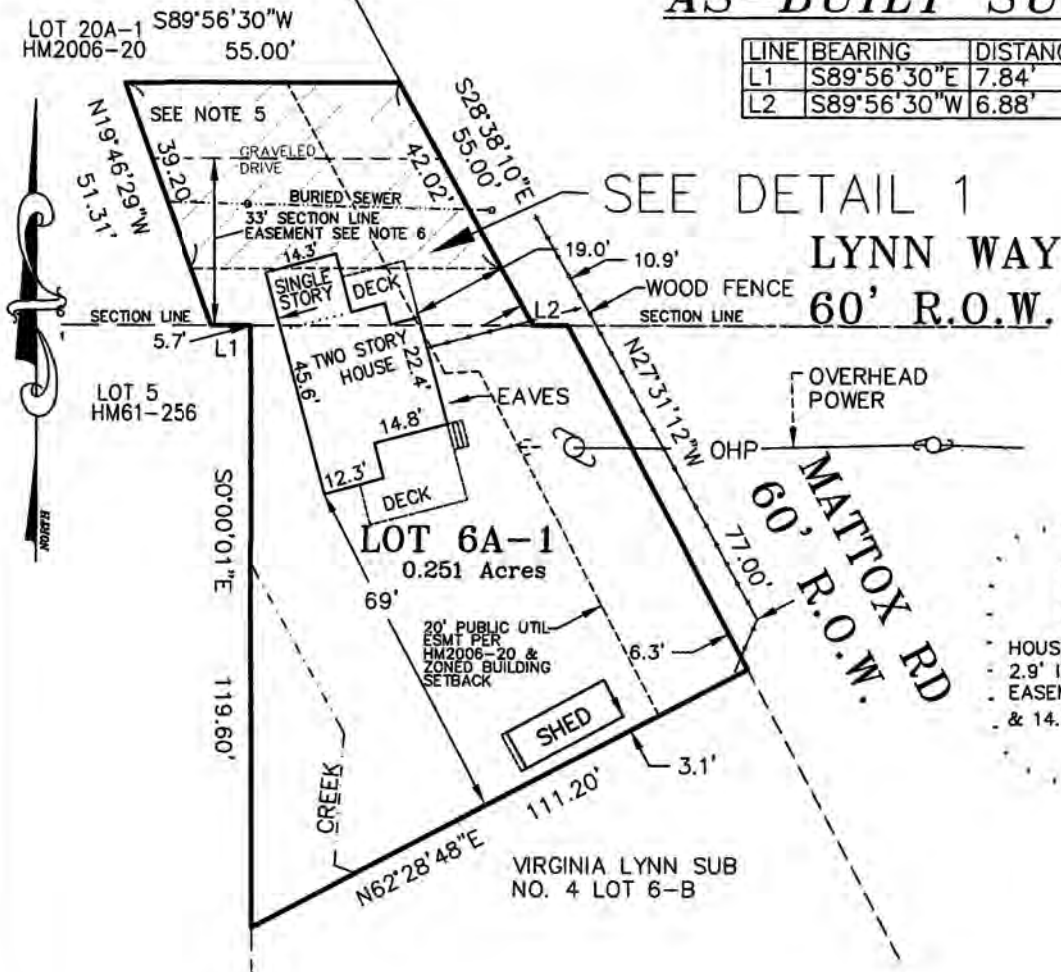 AS BUILT SU
LOT 20A-1
HM2006-20
S89°56'30"W
55.00'
LINE BEARING DISTANC
L1 S89°56'30"E 7.84'
L2 S89°56'30"W 6.88'
SEE NOTE 5
N19°46'29"W
51.31'
39.20'
GRAVELED
DRIVE
S28°38'10"E
55.00'
42.02'
BURIED SEWER
33' SECTION LINE
EASEMENT SEE NOTE 6
SEE DETAIL 1
LYNN WAY
60' R.O.W.
14.3'
SINGLE
STORY
DECK
19.0'
10.9'
WOOD FENCE
SECTION LINE
5.7'
L1
L2
SECTION LINE
TWO STORY
HOUSE
22.4'
45.6'
LOT 5
HM61-256
EAVES
N27°31'12"W
77.00'
OVERHEAD
POWER
OHP
14.8'
12.3'
DECK
NORTH
MATTOX RD
60' R.O.W.
LOT 6A-1
0.251 Acres
S0°00'01"E
119.60'
69'
20' PUBLIC UTIL
ESMT PER
HM2006-20 &
ZONED BUILDING
SETBACK
6.3'
HOUS
2.9' I
EASEM
& 14.
SHED
3.1'
CREEK
N62°28'48"E
111.20'
VIRGINIA LYNN SUB
NO. 4 LOT 6-B